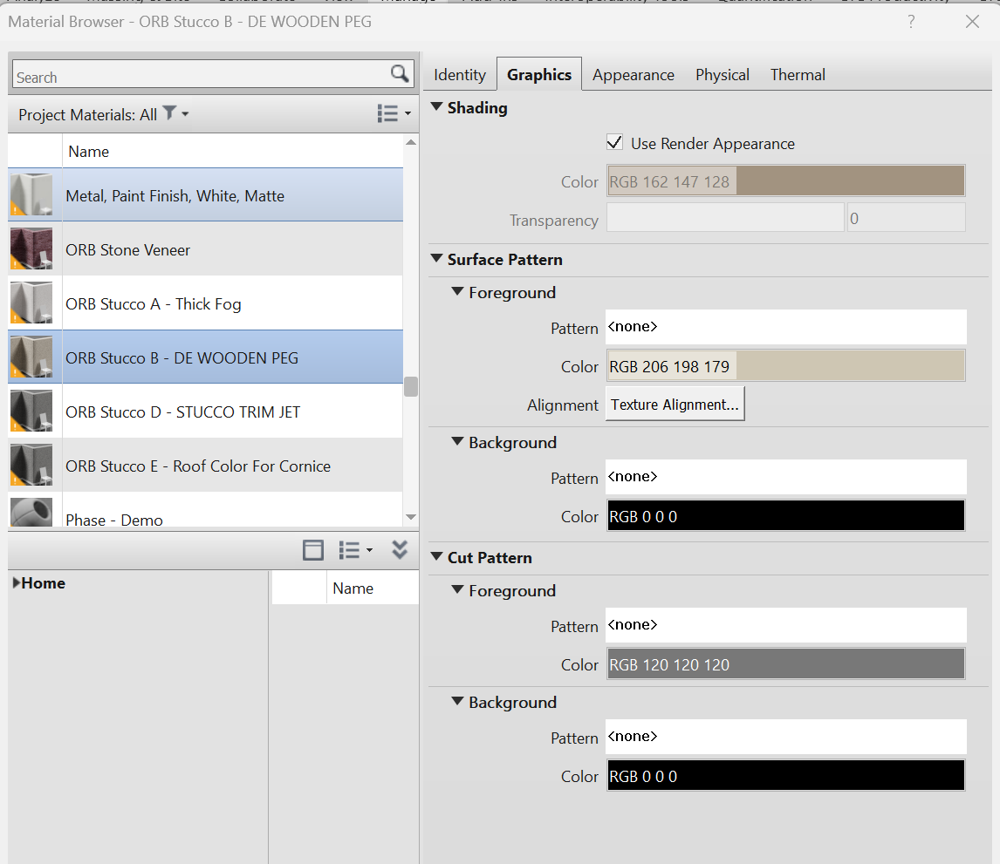 Material Browser - ORB Stucco B - DE WOODEN PEG
?
Search
Project Materials: All
Name
Metal, Paint Finish, White, Matte
ORB Stone Veneer
ORB Stucco A - Thick Fog
ORB Stucco B - DE WOODEN PEG
ORB Stucco D - STUCCO TRIM JET
ORB Stucco E - Roof Color For Cornice
Phase - Demo
Home
Name
Identity Graphics Appearance Physical Thermal
Shading
Use Render Appearance
Color RGB 162 147 128
Transparency 0
Surface Pattern
Foreground
Pattern <none>
Color RGB 206 198 179
Alignment Texture Alignment...
Background
Pattern <none>
Color RGB 0 0 0
Cut Pattern
Foreground
Pattern <none>
Color RGB 120 120 120
Background
Pattern <none>
Color RGB 0 0 0